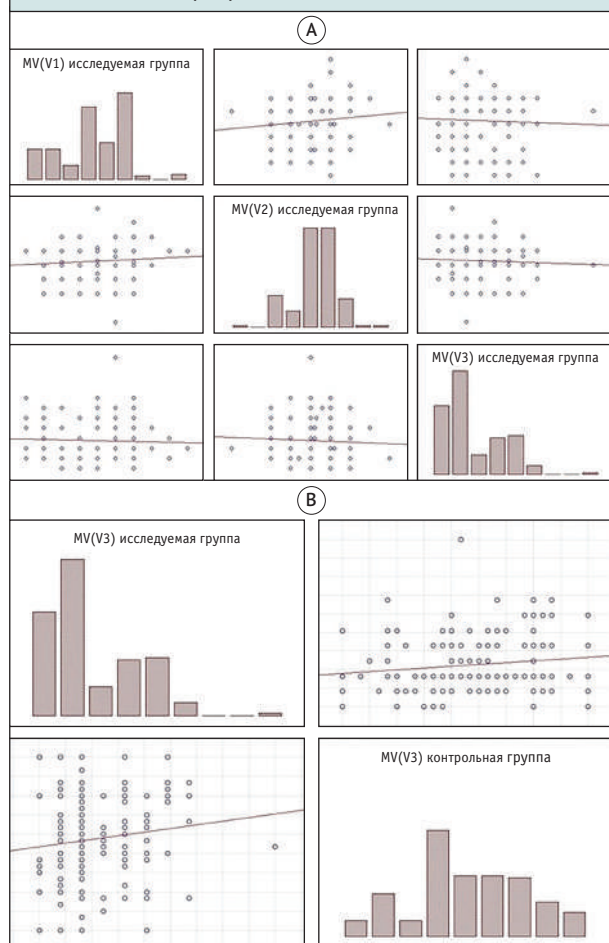 A
MV(V1) исследуемая группа
MV(V2) исследуемая группа
MV(V3) исследуемая группа
B
MV(V3) исследуемая группа
MV(V3) контрольная группа